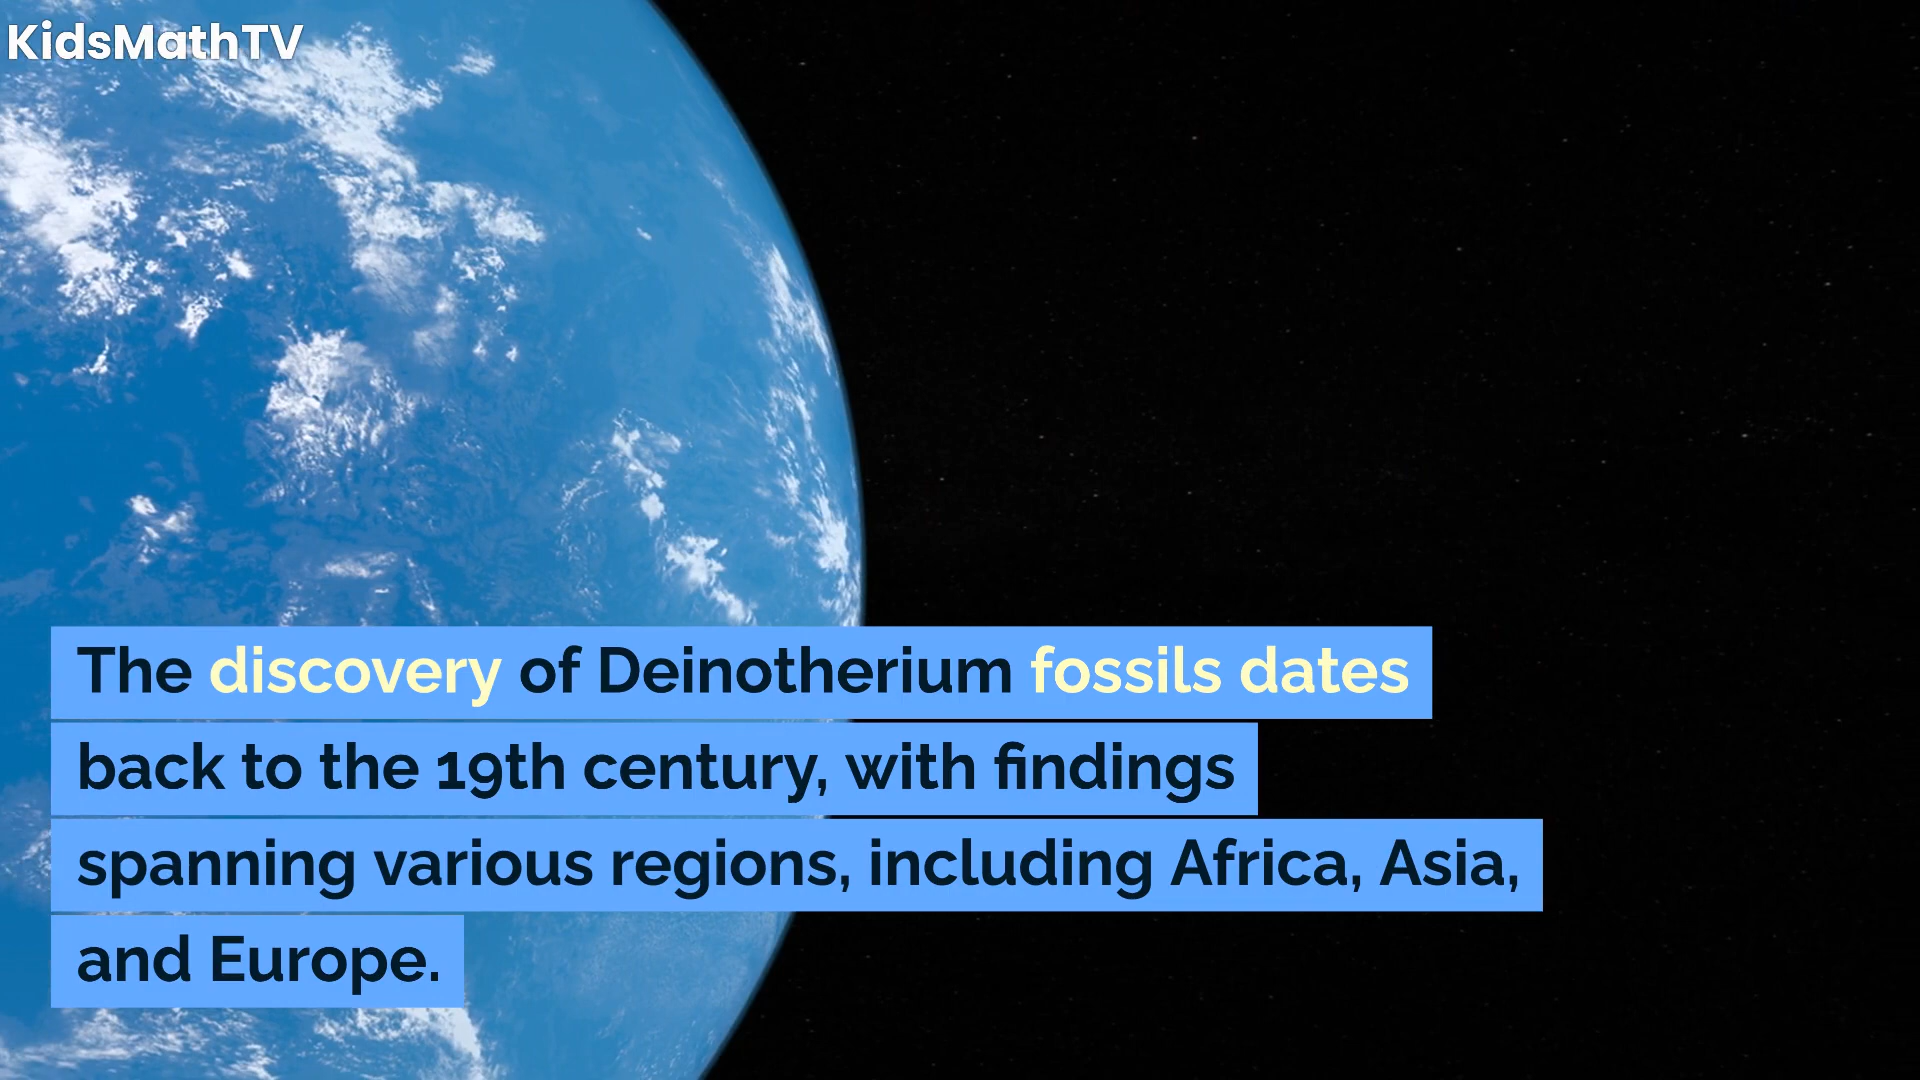 KidsMathTV
The discovery of Deinotherium fossils dates
back to the 19th century, with findings
spanning various regions, including Africa, Asia,
and Europe.